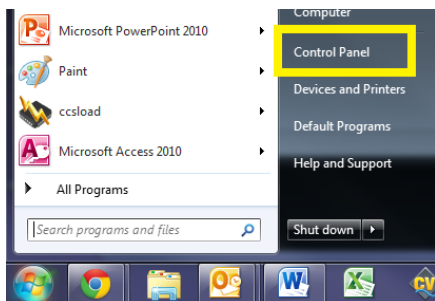 Microsoft PowerPoint 2010
Paint
ccsload
Microsoft Access 2010
All Programs
Search programs and files
Computer
Control Panel
Devices and Printers
Default Programs
Help and Support
Shut down
CV